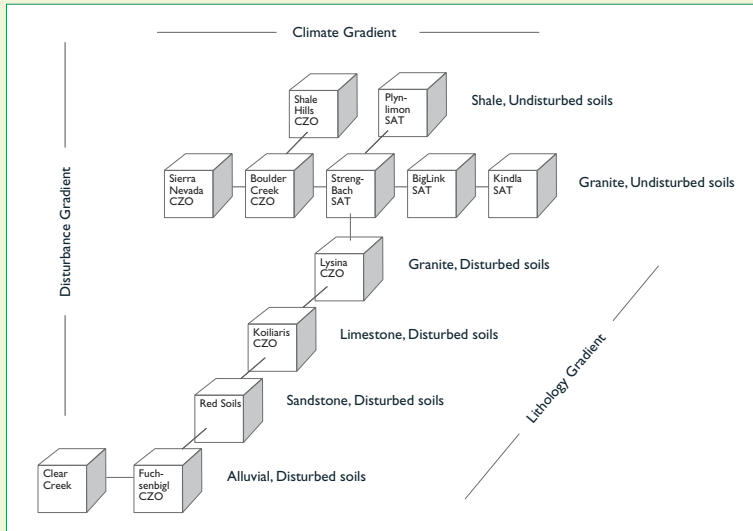 Climate Gradient
Disturbance Gradient
Shale
Hills
CZO
Plyn-
limon
SAT
Shale, Undisturbed soils
Sierra
Nevada
CZO
Boulder
Creek
CZO
Streng-
Bach
SAT
BigLink
SAT
Kindla
SAT
Granite, Undisturbed soils
Lysina
CZO
Granite, Disturbed soils
Koiliaris
CZO
Limestone, Disturbed soils
Lithology Gradient
Red Soils
Sandstone, Disturbed soils
Clear
Creek
Fuch-
senbigl
CZO
Alluvial, Disturbed soils